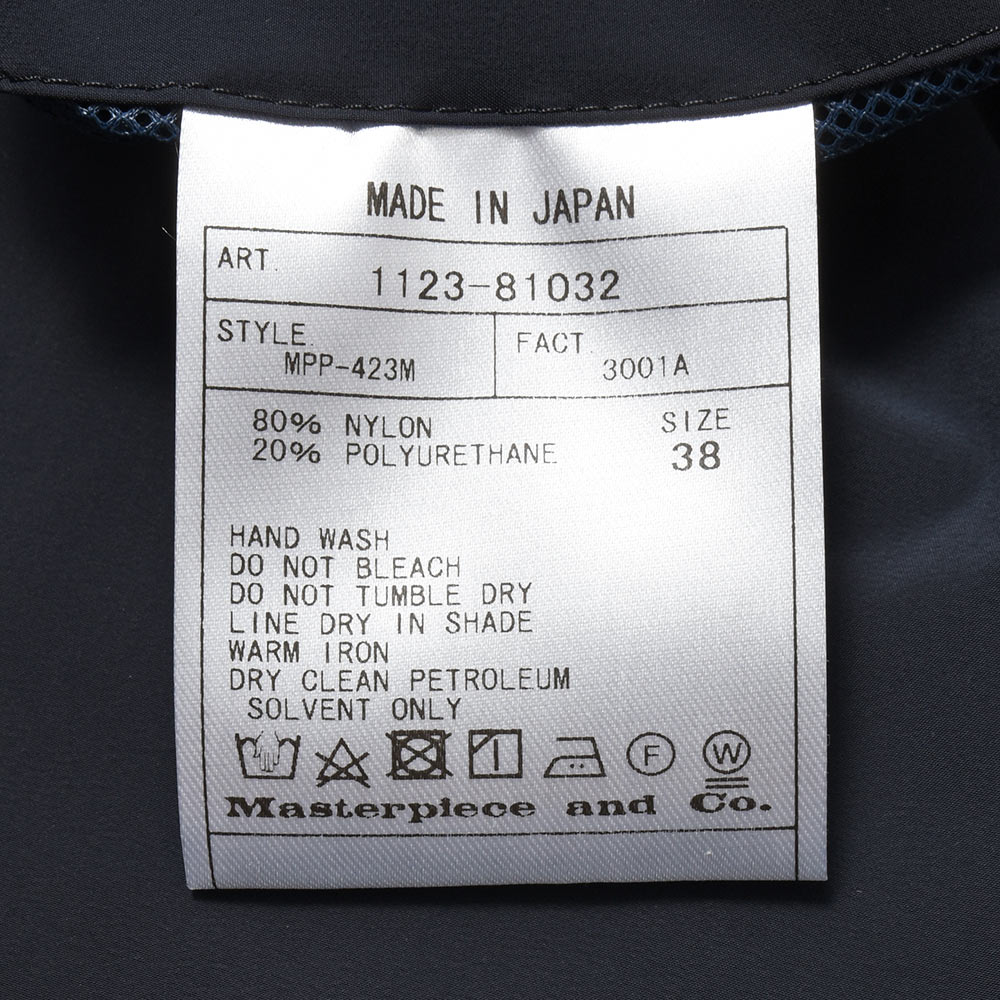 MADE IN JAPAN
ART.
1123-81032
STYLE.
MPP-423M
FACT.
3001A
80% NYLON
20% POLYURETHANE
SIZE
38
HAND WASH
DO NOT BLEACH
DO NOT TUMBLE DRY
LINE DRY IN SHADE
WARM IRON
DRY CLEAN PETROLEUM
SOLVENT ONLY
F W
Masterpiece and Co.